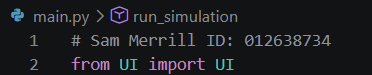 main.py > run_simulation
1 # Sam Merrill ID: 012638734
2 from UI import UI